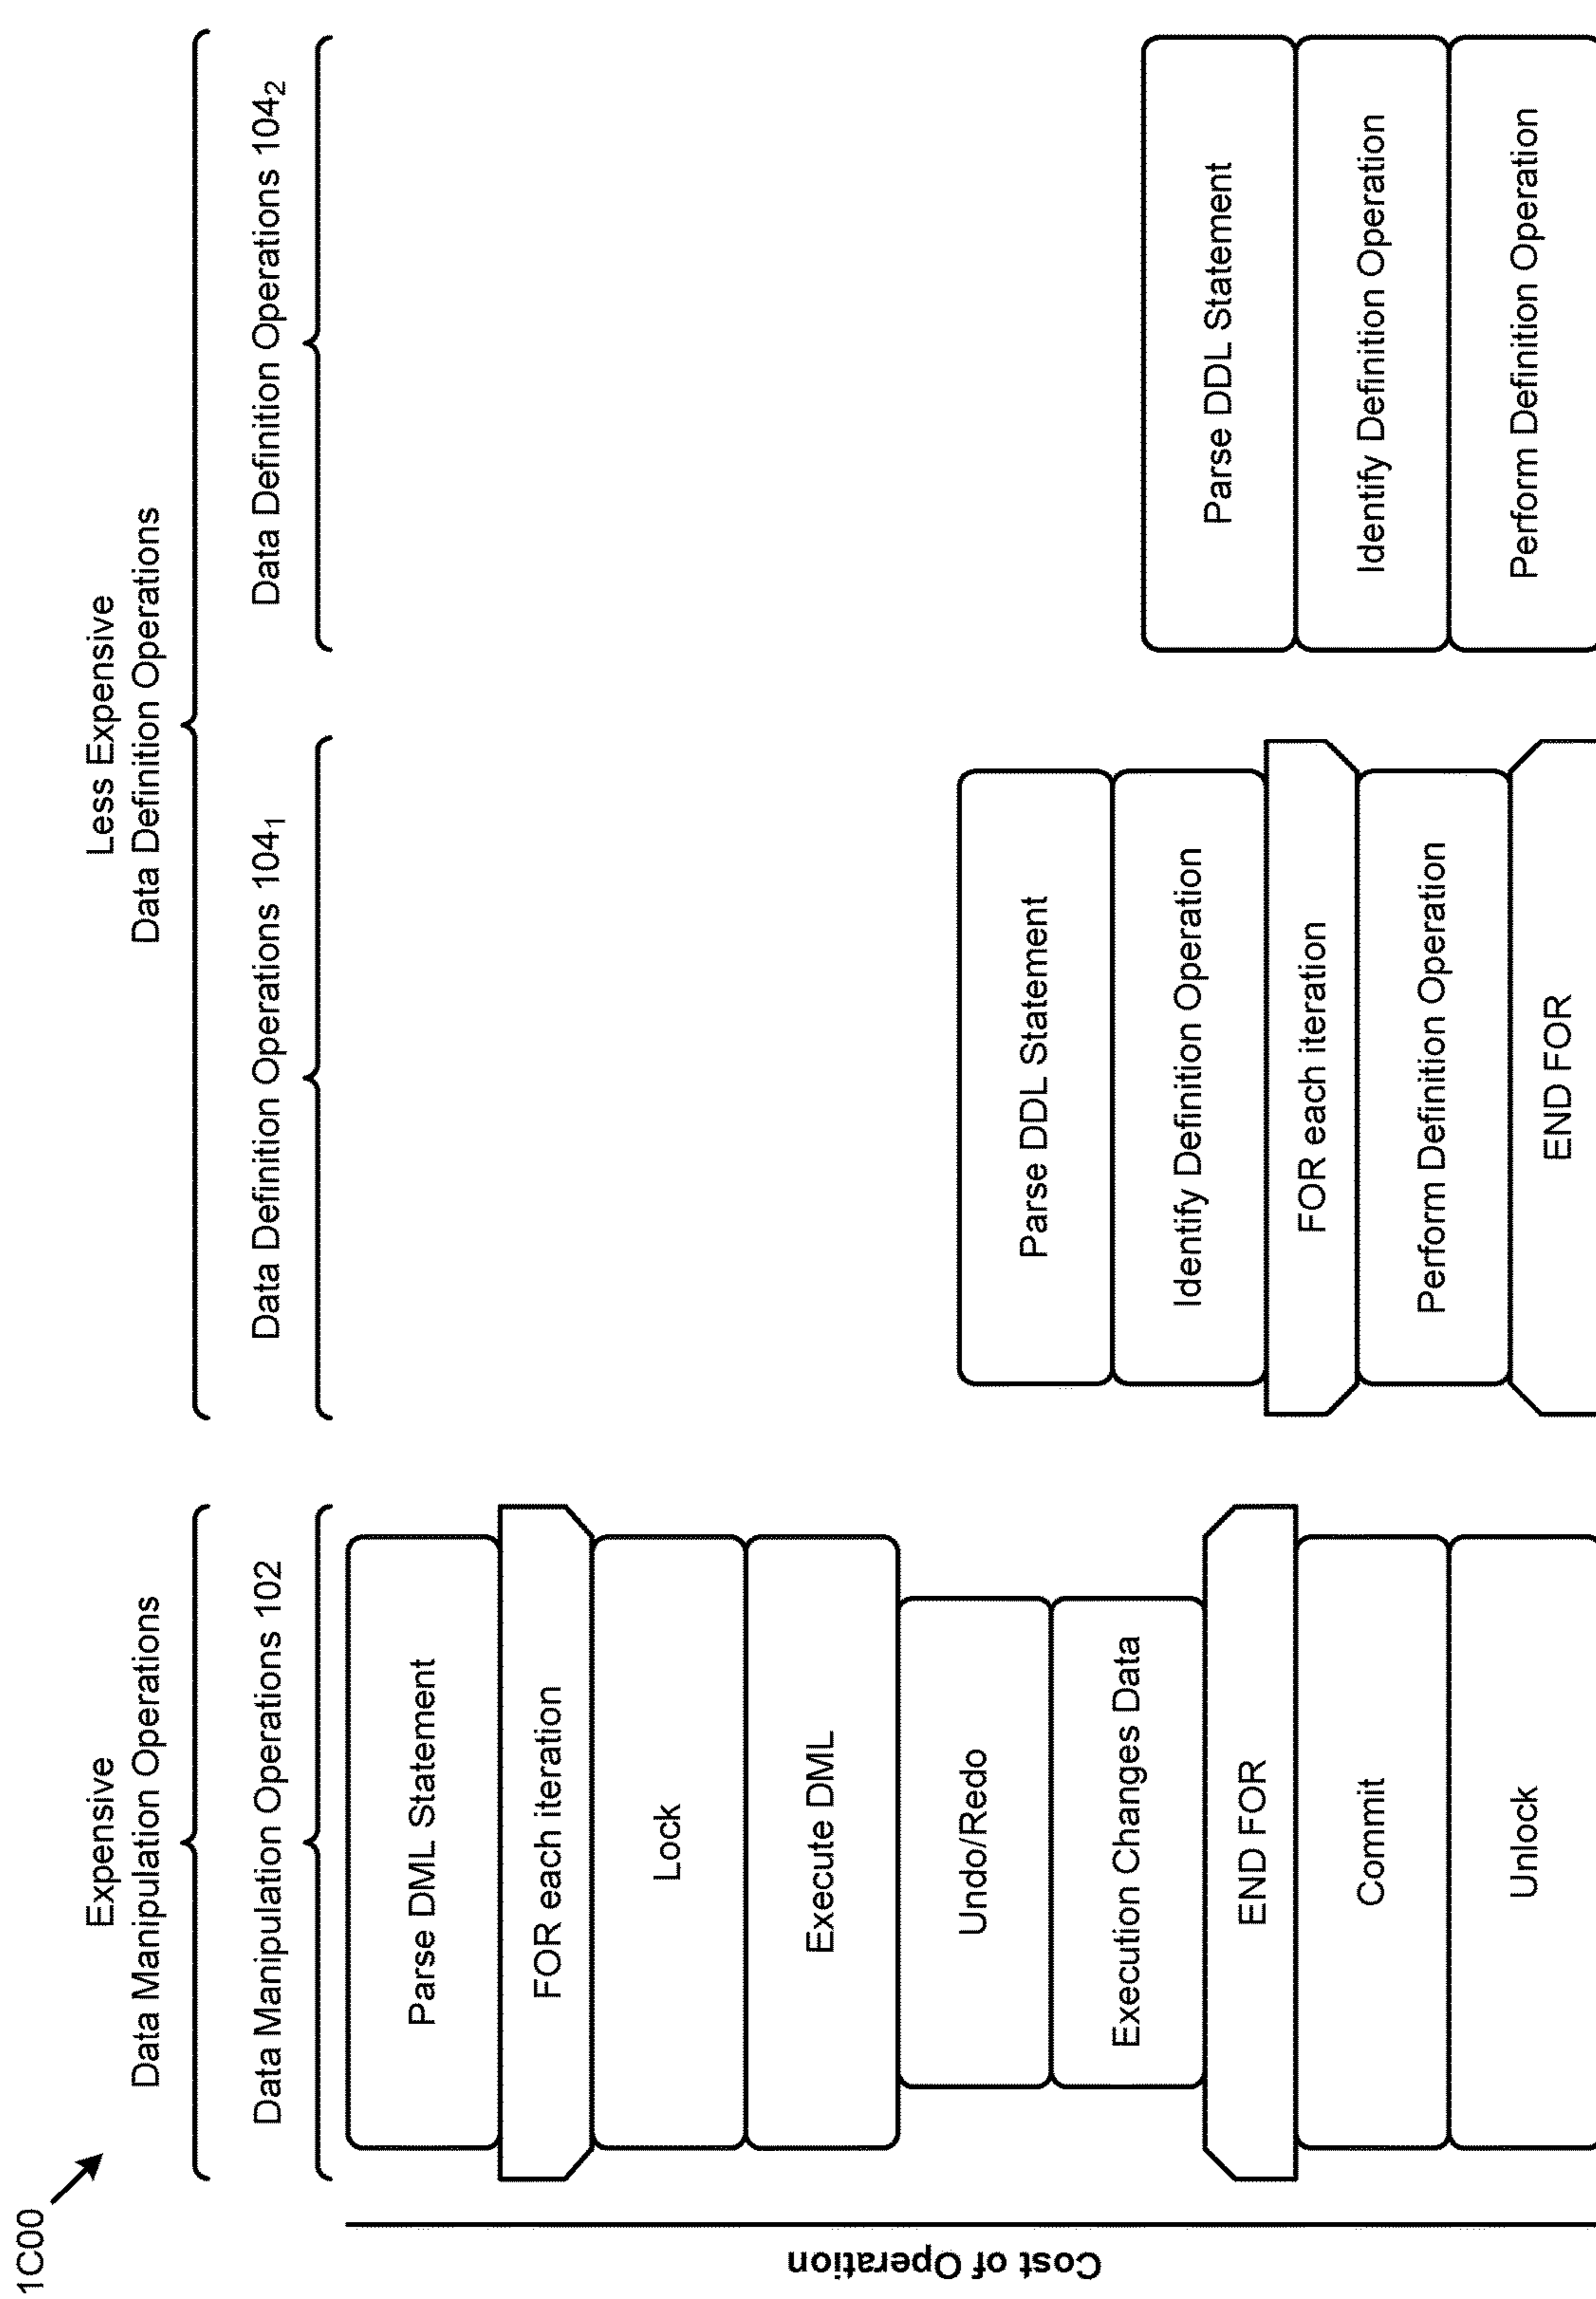 1C00
Expensive
Data Manipulation Operations
Less Expensive
Data Definition Operations
Data Manipulation Operations 102
Data Definition Operations 104₁
Data Definition Operations 104₂
Cost of Operation
Parse DML Statement
FOR each iteration
Lock
Execute DML
Undo/Redo
Execution Changes Data
END FOR
Commit
Unlock
Parse DDL Statement
Identify Definition Operation
FOR each iteration
Perform Definition Operation
END FOR
Parse DDL Statement
Identify Definition Operation
Perform Definition Operation